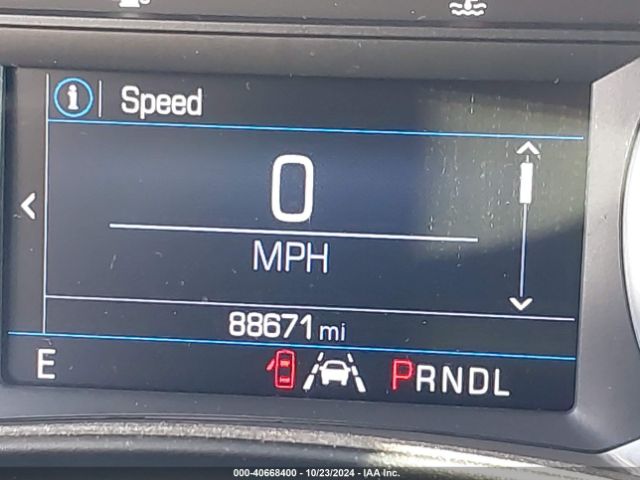 Speed
0
MPH
88671 mi
E PRNDL
000-40668400 - 10/23/2024 - IAA Inc.